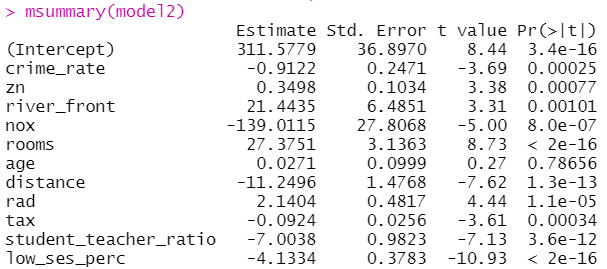 > msummary(model2)
Estimate Std. Error t value Pr(>|t|)
(Intercept) 311.5779 36.8970 8.44 3.4e-16
crime_rate -0.9122 0.2471 -3.69 0.00025
zn 0.3498 0.1034 3.38 0.00077
river_front 21.4435 6.4851 3.31 0.00101
nox -139.0115 27.8068 -5.00 8.0e-07
rooms 27.3751 3.1363 8.73 < 2e-16
age 0.0271 0.0999 0.27 0.78656
distance -11.2496 1.4768 -7.62 1.3e-13
rad 2.1404 0.4817 4.44 1.1e-05
tax -0.0924 0.0256 -3.61 0.00034
student_teacher_ratio -7.0038 0.9823 -7.13 3.6e-12
low_ses_perc -4.1334 0.3783 -10.93 < 2e-16